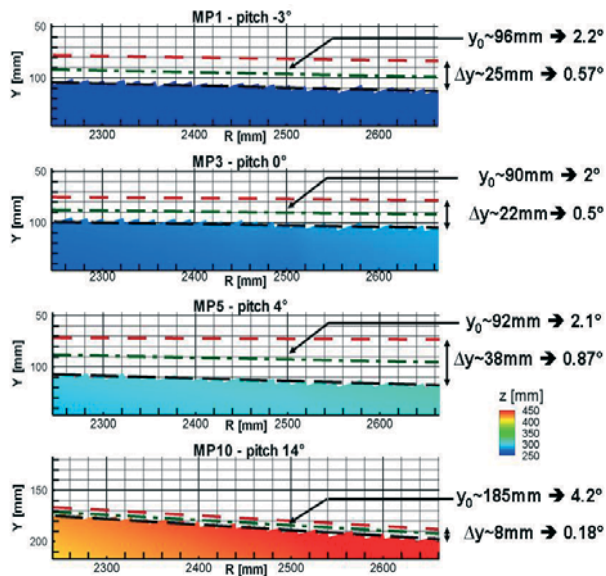 MP1 - pitch -3°
50
100
Y [mm]
2300
2400
2500
2600
R [mm]
y0~96mm ➔ 2.2°
Δy~25mm ➔ 0.57°
MP3 - pitch 0°
50
100
Y [mm]
2300
2400
2500
2600
R [mm]
y0~90mm ➔ 2°
Δy~22mm ➔ 0.5°
MP5 - pitch 4°
50
100
Y [mm]
2300
2400
2500
2600
R [mm]
y0~92mm ➔ 2.1°
Δy~38mm ➔ 0.87°
z [mm]
450
400
350
300
250
MP10 - pitch 14°
150
200
Y [mm]
2300
2400
2500
2600
R [mm]
y0~185mm ➔ 4.2°
Δy~8mm ➔ 0.18°